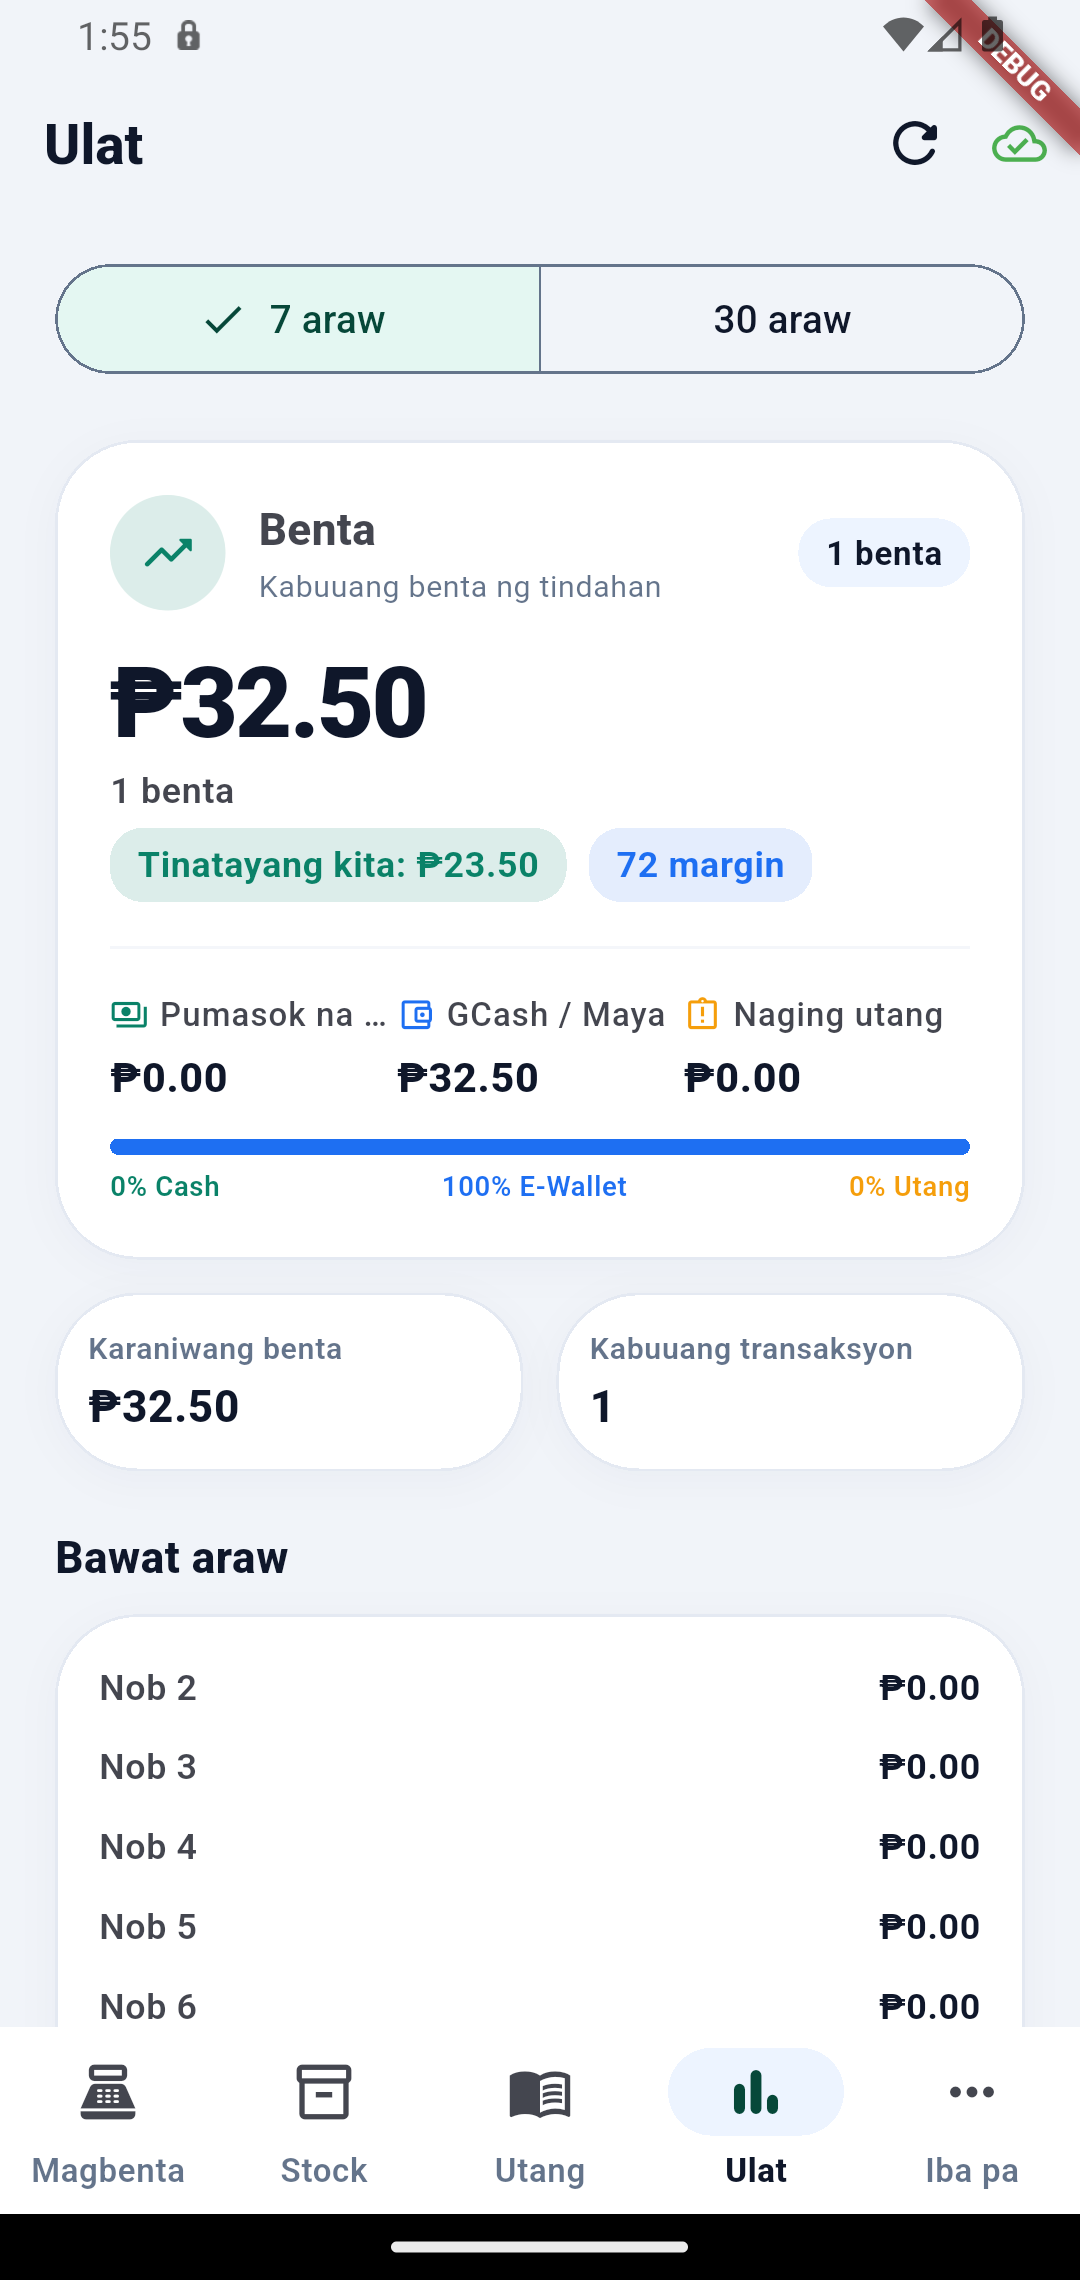 1:55
DEBUG
Ulat
7 araw
30 araw
Benta
Kabuuang benta ng tindahan
1 benta
₱32.50
1 benta
Tinatayang kita: ₱23.50
72 margin
Pumasok na ...
GCash / Maya
Naging utang
₱0.00
₱32.50
₱0.00
0% Cash
100% E-Wallet
0% Utang
Karaniwang benta
₱32.50
Kabuuang transaksyon
1
Bawat araw
Nob 2 ₱0.00
Nob 3 ₱0.00
Nob 4 ₱0.00
Nob 5 ₱0.00
Nob 6 ₱0.00
Magbenta
Stock
Utang
Ulat
Iba pa